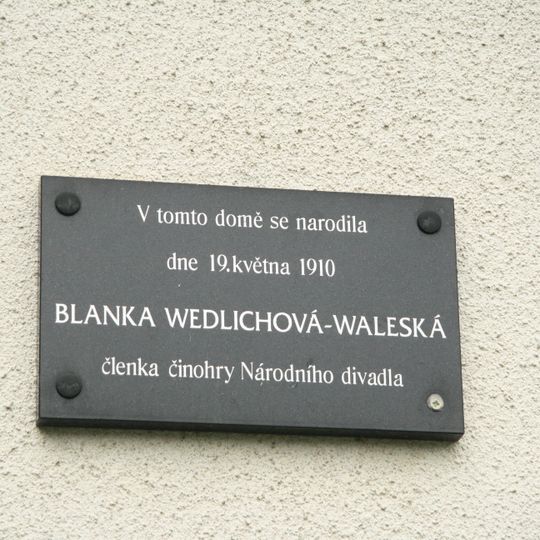 V tomto domě se narodila
dne 19.května 1910
BLANKA WEDLICHOVÁ-WALESKÁ
členka činohry Národního divadla